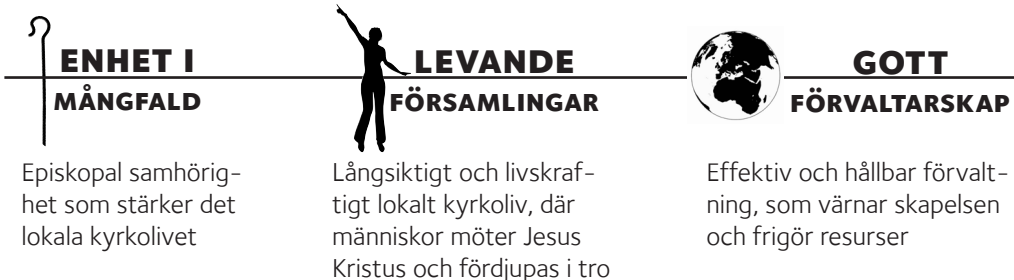 ENHET I
MÅNGFALD
Episkopal samhörig-
het som stärker det
lokala kyrkolivet
LEVANDE
FÖRSAMLINGAR
Långsiktigt och livskraf-
tigt lokalt kyrkoliv, där
människor möter Jesus
Kristus och fördjupas i tro
GOTT
FÖRVALTARSKAP
Effektiv och hållbar förvalt-
ning, som värnar skapelsen
och frigör resurser